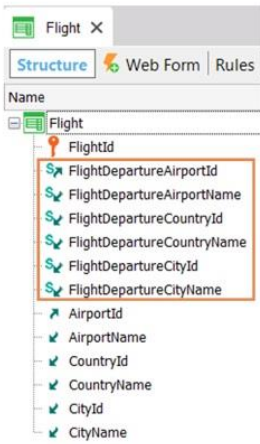 Flight X
Structure Web Form Rules
Name
Flight
FlightId
FlightDepartureAirportId
FlightDepartureAirportName
FlightDepartureCountryId
FlightDepartureCountryName
FlightDepartureCityId
FlightDepartureCityName
AirportId
AirportName
CountryId
CountryName
CityId
CityName